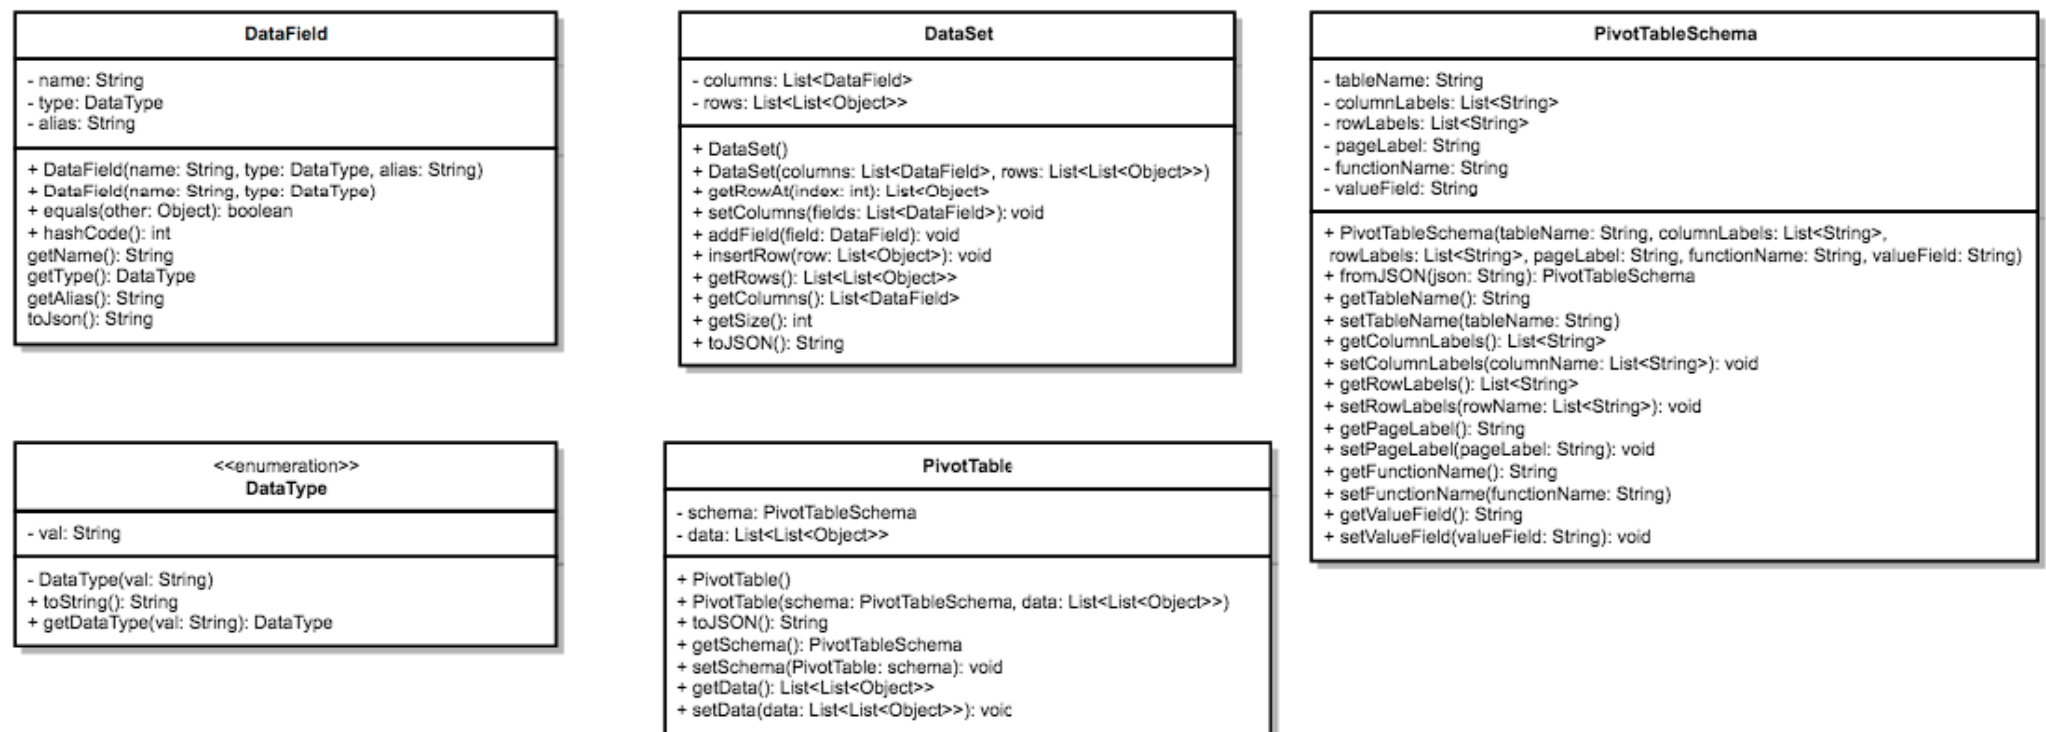 DataField
- name: String
- type: DataType
- alias: String
+ DataField(name: String, type: DataType, alias: String)
+ DataField(name: String, type: DataType)
+ equals(other: Object): boolean
+ hashCode(): int
getName(): String
getType(): DataType
getAlias(): String
toJson(): String
DataSet
- columns: List<DataField>
- rows: List<List<Object>>
+ DataSet()
+ DataSet(columns: List<DataField>, rows: List<List<Object>>)
+ getRowAt(index: int): List<Object>
+ setColumns(fields: List<DataField>): void
+ addField(field: DataField): void
+ insertRow(row: List<Object>): void
+ getRows(): List<List<Object>>
+ getColumns(): List<DataField>
+ getSize(): int
+ toJSON(): String
PivotTableSchema
- tableName: String
- columnLabels: List<String>
- rowLabels: List<String>
- pageLabel: String
- functionName: String
- valueField: String
+ PivotTableSchema(tableName: String, columnLabels: List<String>,
rowLabels: List<String>, pageLabel: String, functionName: String, valueField: String)
+ fromJSON(json: String): PivotTableSchema
+ getTableName(): String
+ setTableName(tableName: String)
+ getColumnLabels(): List<String>
+ setColumnLabels(columnName: List<String>): void
+ getRowLabels(): List<String>
+ setRowLabels(rowName: List<String>): void
+ getPageLabel(): String
+ setPageLabel(pageLabel: String): void
+ getFunctionName(): String
+ setFunctionName(functionName: String)
+ getValueField(): String
+ setValueField(valueField: String): void
<<enumeration>>
DataType
- val: String
- DataType(val: String)
+ toString(): String
+ getDataType(val: String): DataType
PivotTable
- schema: PivotTableSchema
- data: List<List<Object>>
+ PivotTable()
+ PivotTable(schema: PivotTableSchema, data: List<List<Object>>)
+ toJSON(): String
+ getSchema(): PivotTableSchema
+ setSchema(PivotTable: schema): void
+ getData(): List<List<Object>>
+ setData(data: List<List<Object>>): void